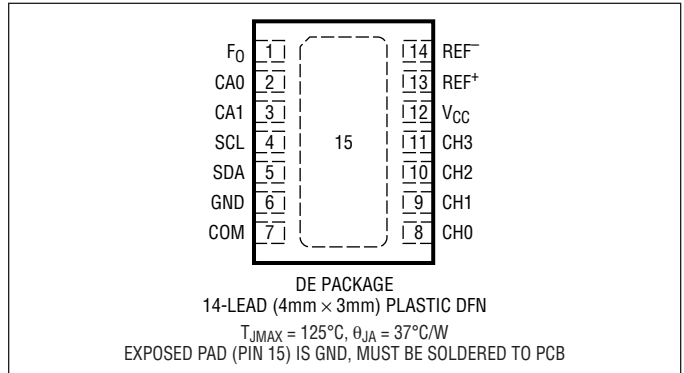 F0 1 14 REF–
CA0 2 13 REF+
CA1 3 12 VCC
SCL 4 15 11 CH3
SDA 5 10 CH2
GND 6 9 CH1
COM 7 8 CH0
DE PACKAGE
14-LEAD (4mm × 3mm) PLASTIC DFN
TJMAX = 125°C, θJA = 37°C/W
EXPOSED PAD (PIN 15) IS GND, MUST BE SOLDERED TO PCB